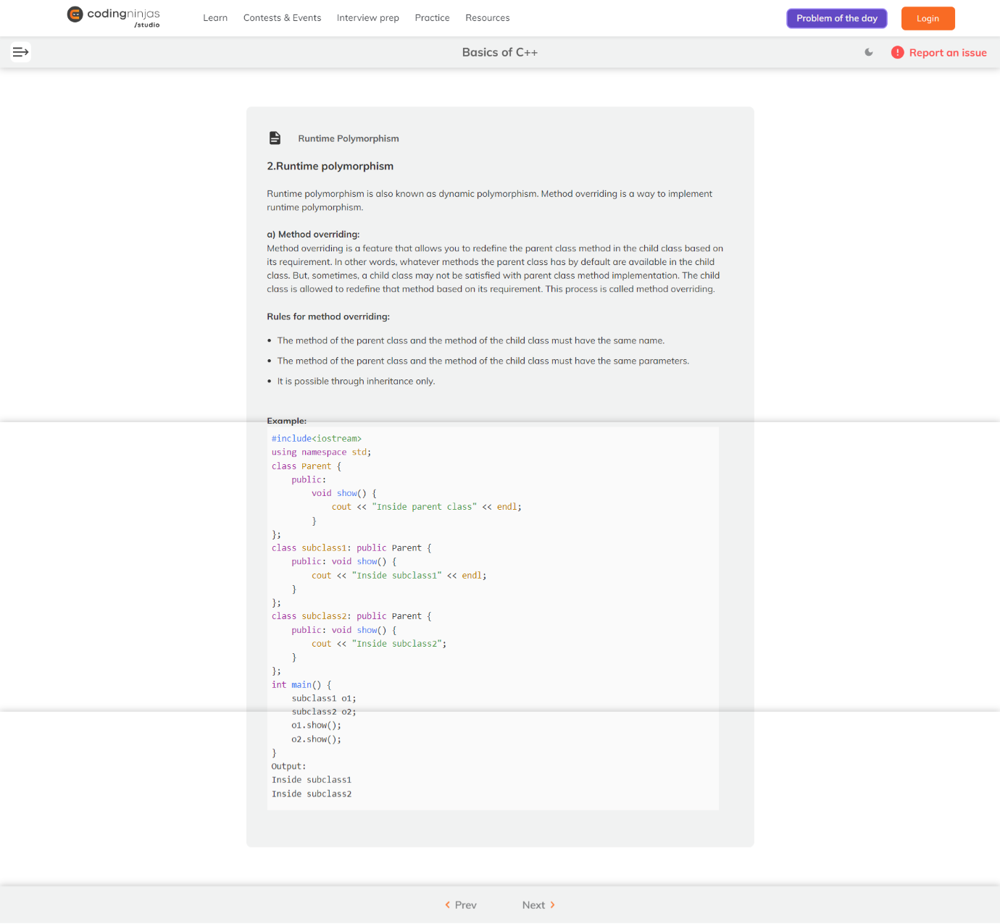 codingninjas
/studio
Learn Contests & Events Interview prep Practice Resources Problem of the day Login
Basics of C++ Report an issue
Runtime Polymorphism
2.Runtime polymorphism
Runtime polymorphism is also known as dynamic polymorphism. Method overriding is a way to implement
runtime polymorphism.
a) Method overriding:
Method overriding is a feature that allows you to redefine the parent class method in the child class based on
its requirement. In other words, whatever methods the parent class has by default are available in the child
class. But, sometimes, a child class may not be satisfied with parent class method implementation. The child
class is allowed to redefine that method based on its requirement. This process is called method overriding.
Rules for method overriding:
• The method of the parent class and the method of the child class must have the same name.
• The method of the parent class and the method of the child class must have the same parameters.
• It is possible through inheritance only.
Example:
#include<iostream>
using namespace std;
class Parent {
    public:
        void show() {
            cout << "Inside parent class" << endl;
        }
};
class subclass1: public Parent {
    public: void show() {
        cout << "Inside subclass1" << endl;
    }
};
class subclass2: public Parent {
    public: void show() {
        cout << "Inside subclass2";
    }
};
int main() {
    subclass1 o1;
    subclass2 o2;
    o1.show();
    o2.show();
}
Output:
Inside subclass1
Inside subclass2
Prev Next